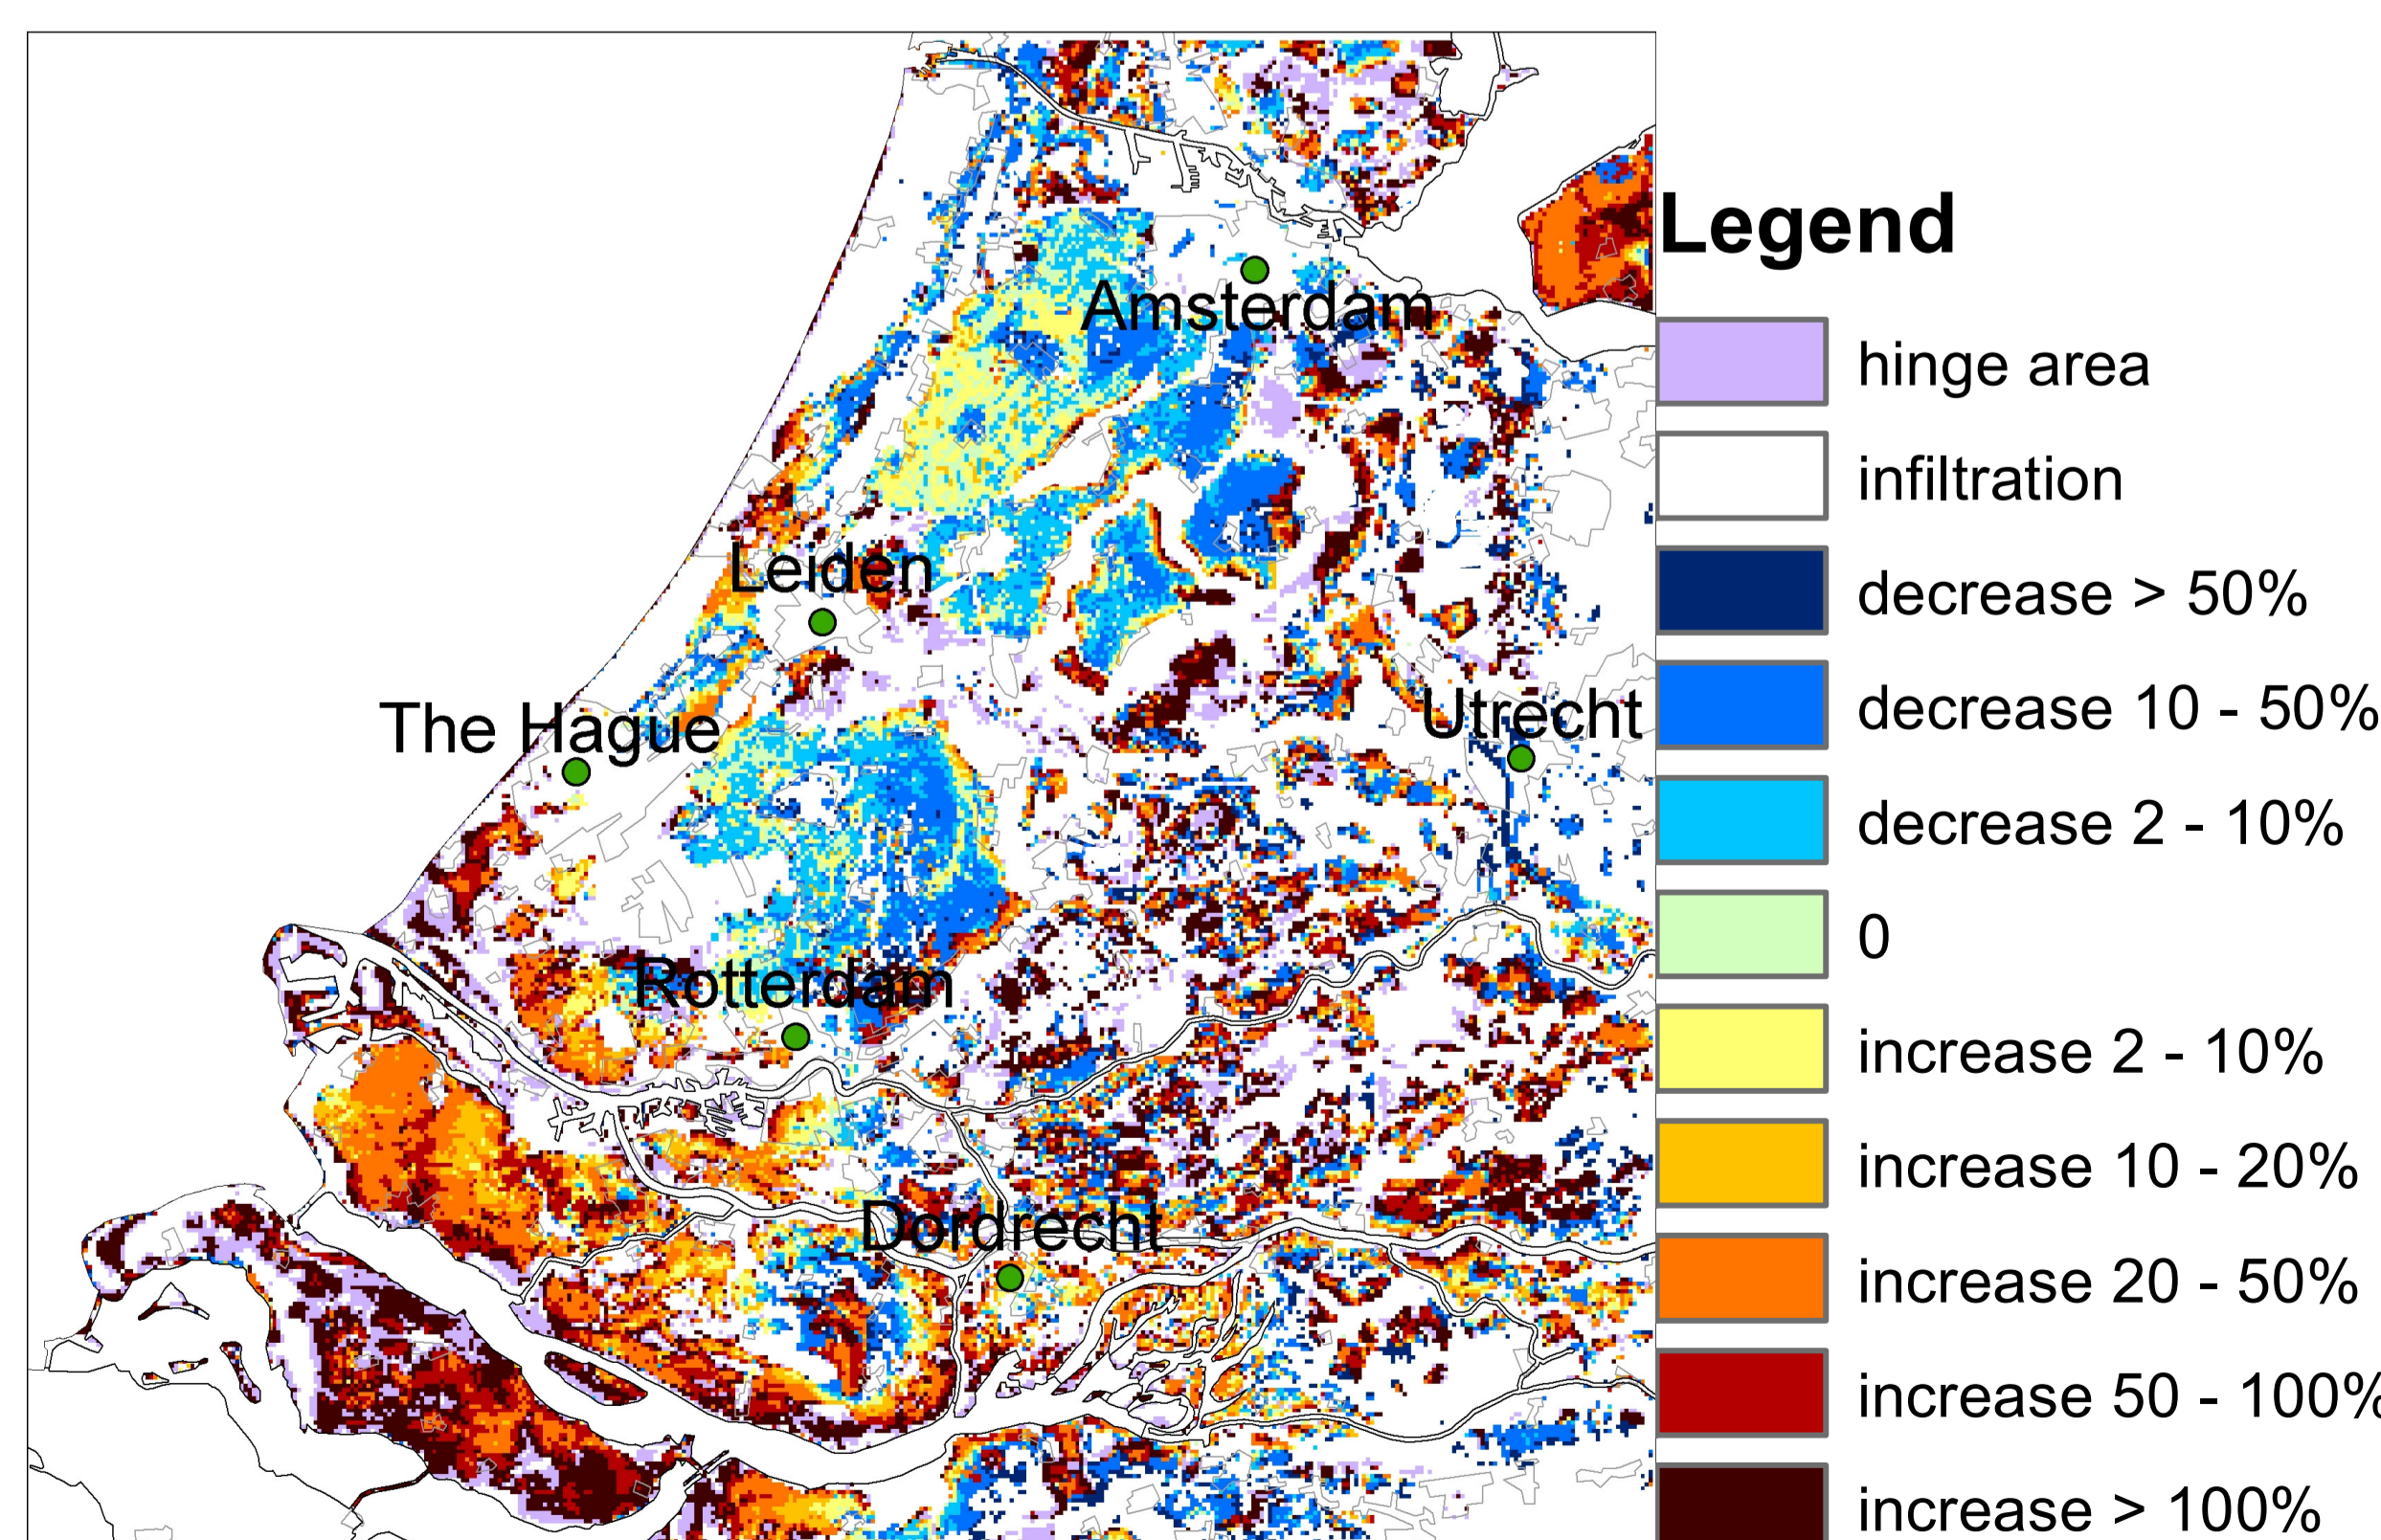 Legend
Amsterdam
hinge area
infiltration
Leiden
decrease > 50%
The Hague
Utrecht
decrease 10 - 50%
decrease 2 - 10%
0
Rotterdam
increase 2 - 10%
increase 10 - 20%
Dordrecht
increase 20 - 50%
increase 50 - 100%
increase > 100%